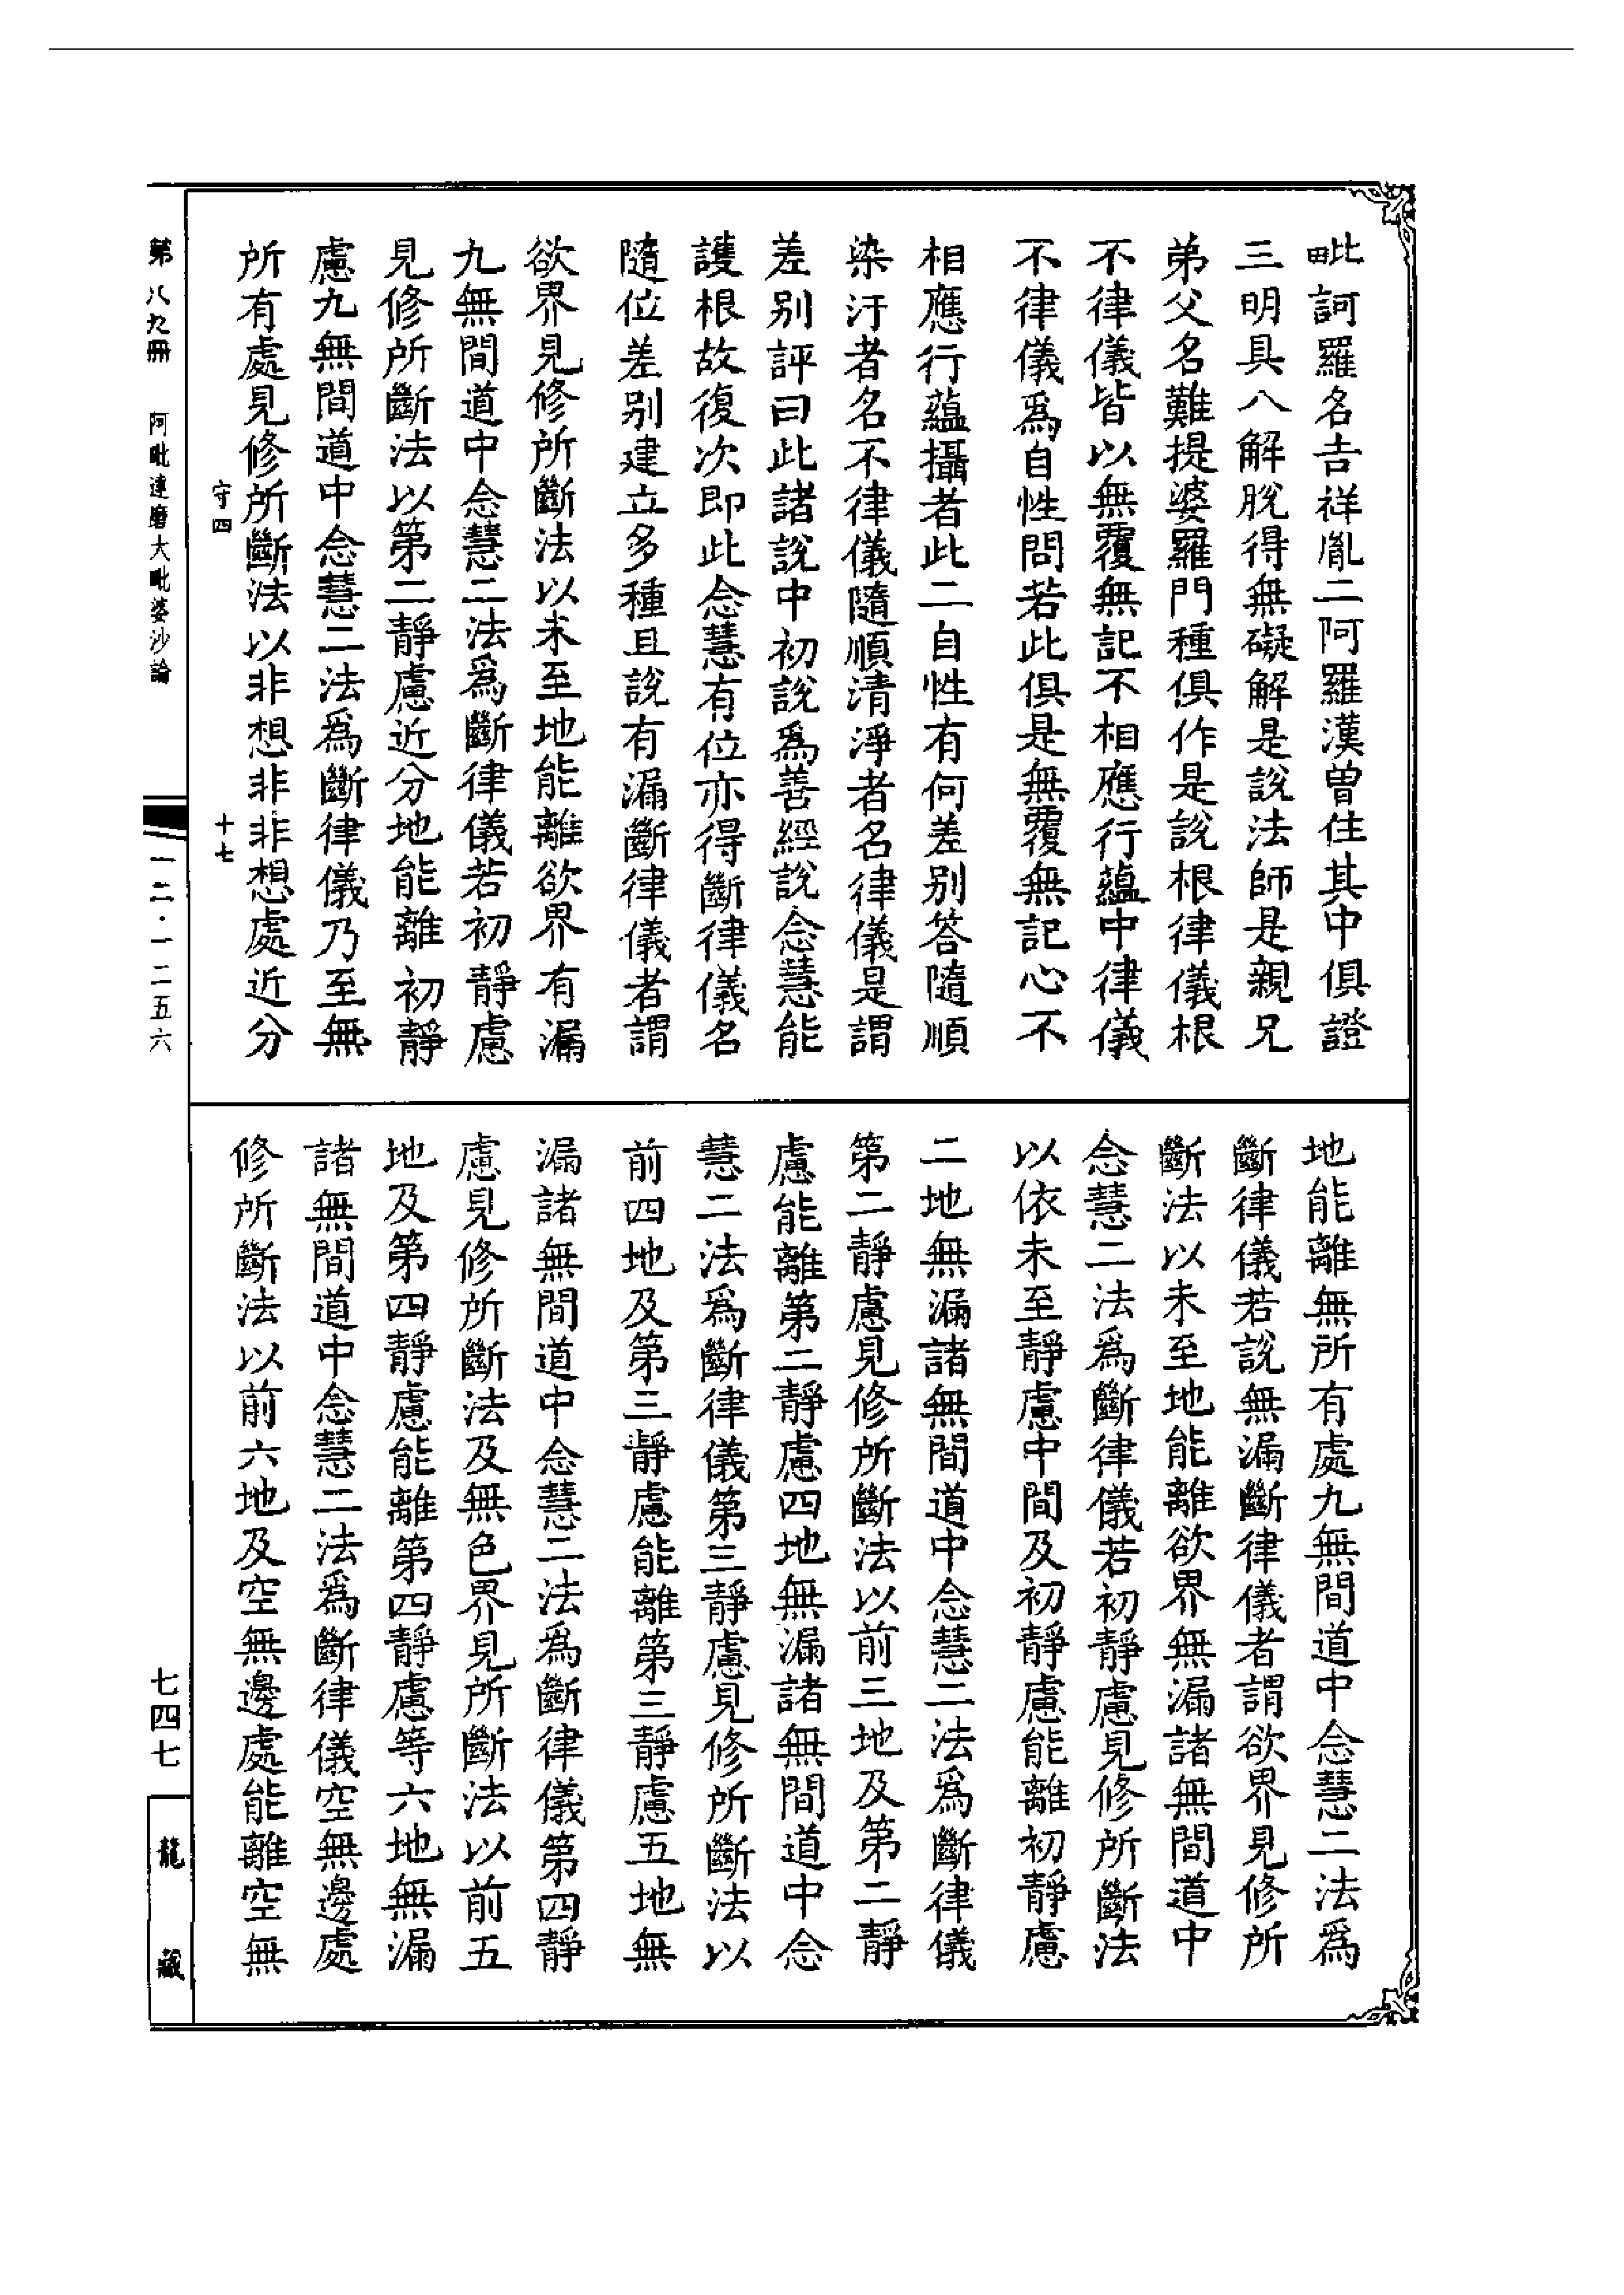 毗訶羅名吉祥胤二阿羅漢曾住其中俱證
三明具八解脫得無礙解是說法師是親兄
弟父名難提婆羅門種俱作是說根律儀根
不律儀皆以無覆無記不相應行蘊中律儀
不律儀爲自性問若此俱是無覆無記心不
相應行蘊攝者此二自性有何差別答隨順
染汙者名不律儀隨順清淨者名律儀是謂
差別評曰此諸說中初說爲善經說念慧能
護根故復次即此念慧有位亦得斷律儀名
隨位差別建立多種且說有漏斷律儀者謂
欲界見修所斷法以未至地能離欲界有漏
九無間道中念慧二法爲斷律儀若初靜慮
見修所斷法以第二靜慮近分地能離初靜
慮九無間道中念慧二法爲斷律儀乃至無
所有處見修所斷法以非想非非想處近分
地能離無所有處九無間道中念慧二法爲
斷律儀若說無漏斷律儀者謂欲界見修所
斷法以未至地能離欲界無漏諸無間道中
念慧二法爲斷律儀若初靜慮見修所斷法
以依未至靜慮中間及初靜慮能離初靜慮
二地無漏諸無間道中念慧二法爲斷律儀
第二靜慮見修所斷法以前三地及第二靜
慮能離第二靜慮四地無漏諸無間道中念
慧二法爲斷律儀第三靜慮見修所斷法以
前四地及第三靜慮能離第三靜慮五地無
漏諸無間道中念慧二法爲斷律儀第四靜
慮見修所斷法及無色界見所斷法以前五
地及第四靜慮能離第四靜慮等六地無漏
諸無間道中念慧二法爲斷律儀空無邊處
修所斷法以前六地及空無邊處能離空無
守四 十七
第八九冊 阿毗達磨大毗婆沙論 一二·一二五六 七四七 龍藏